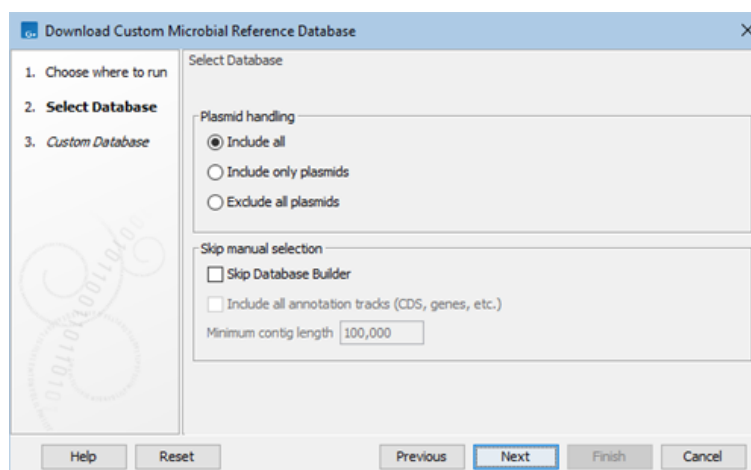 Download Custom Microbial Reference Database
1. Choose where to run
2. Select Database
3. Custom Database
Select Database
Plasmid handling
Include all
Include only plasmids
Exclude all plasmids
Skip manual selection
Skip Database Builder
Include all annotation tracks (CDS, genes, etc.)
Minimum contig length 100,000
Help Reset Previous Next Finish Cancel